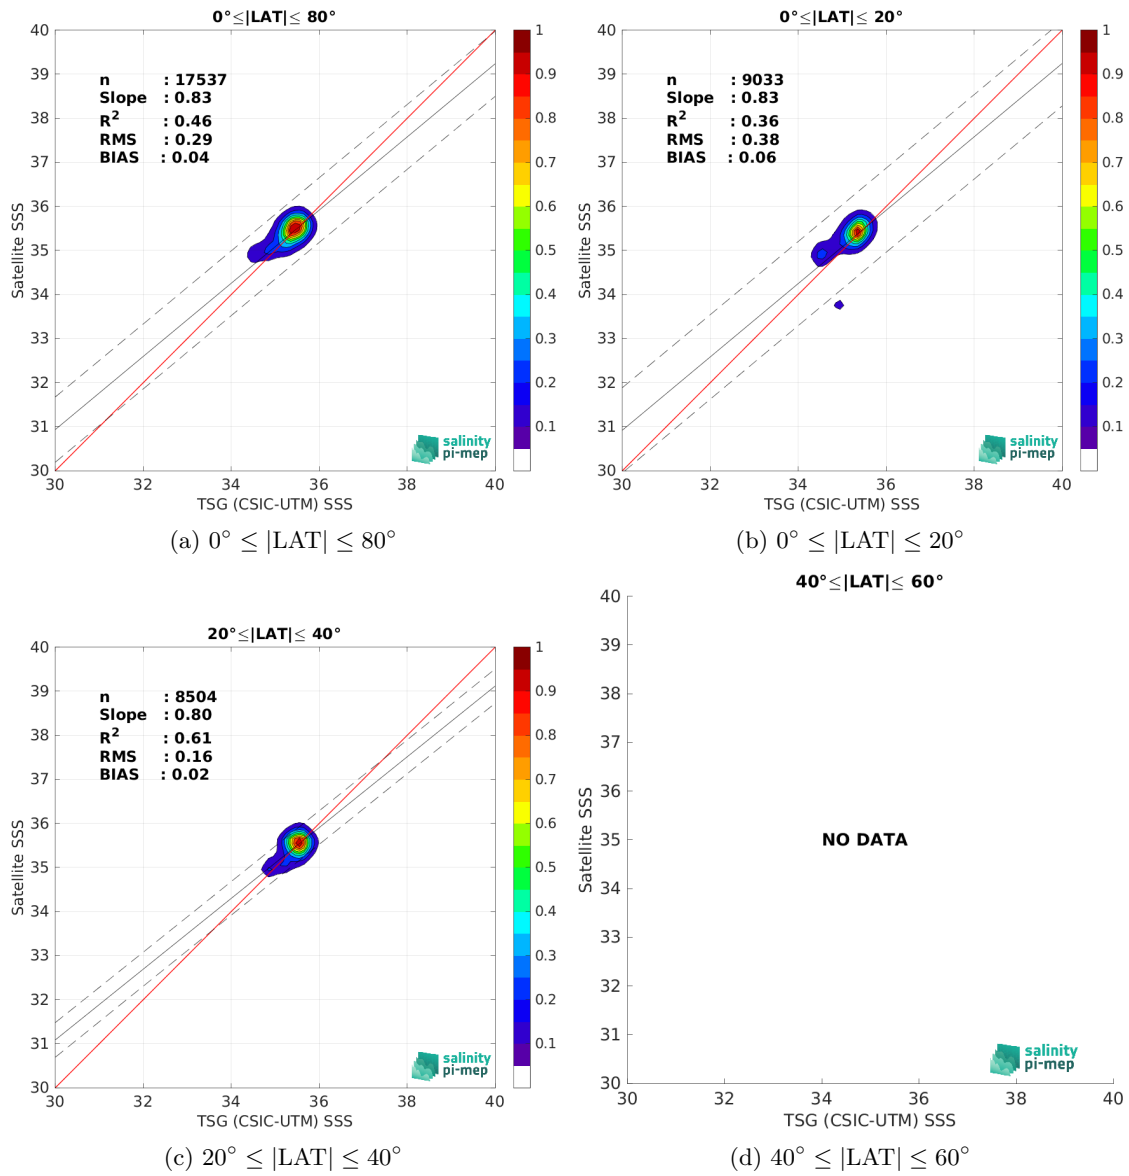 0°≤|LAT|≤ 80°
40
39
38
37
36
35
34
33
32
31
30
Satellite SSS
n : 17537
Slope : 0.83
R² : 0.46
RMS : 0.29
BIAS : 0.04
salinity
pi-mep
30 32 34 36 38 40
TSG (CSIC-UTM) SSS
1
0.9
0.8
0.7
0.6
0.5
0.4
0.3
0.2
0.1
(a) 0° ≤ |LAT| ≤ 80°
0°≤|LAT|≤ 20°
40
39
38
37
36
35
34
33
32
31
30
Satellite SSS
n : 9033
Slope : 0.83
R² : 0.36
RMS : 0.38
BIAS : 0.06
salinity
pi-mep
30 32 34 36 38 40
TSG (CSIC-UTM) SSS
1
0.9
0.8
0.7
0.6
0.5
0.4
0.3
0.2
0.1
(b) 0° ≤ |LAT| ≤ 20°
20°≤|LAT|≤ 40°
40
39
38
37
36
35
34
33
32
31
30
Satellite SSS
n : 8504
Slope : 0.80
R² : 0.61
RMS : 0.16
BIAS : 0.02
salinity
pi-mep
30 32 34 36 38 40
TSG (CSIC-UTM) SSS
1
0.9
0.8
0.7
0.6
0.5
0.4
0.3
0.2
0.1
(c) 20° ≤ |LAT| ≤ 40°
40°≤|LAT|≤ 60°
40
39
38
37
36
35
34
33
32
31
30
Satellite SSS
NO DATA
salinity
pi-mep
30 32 34 36 38 40
TSG (CSIC-UTM) SSS
(d) 40° ≤ |LAT| ≤ 60°